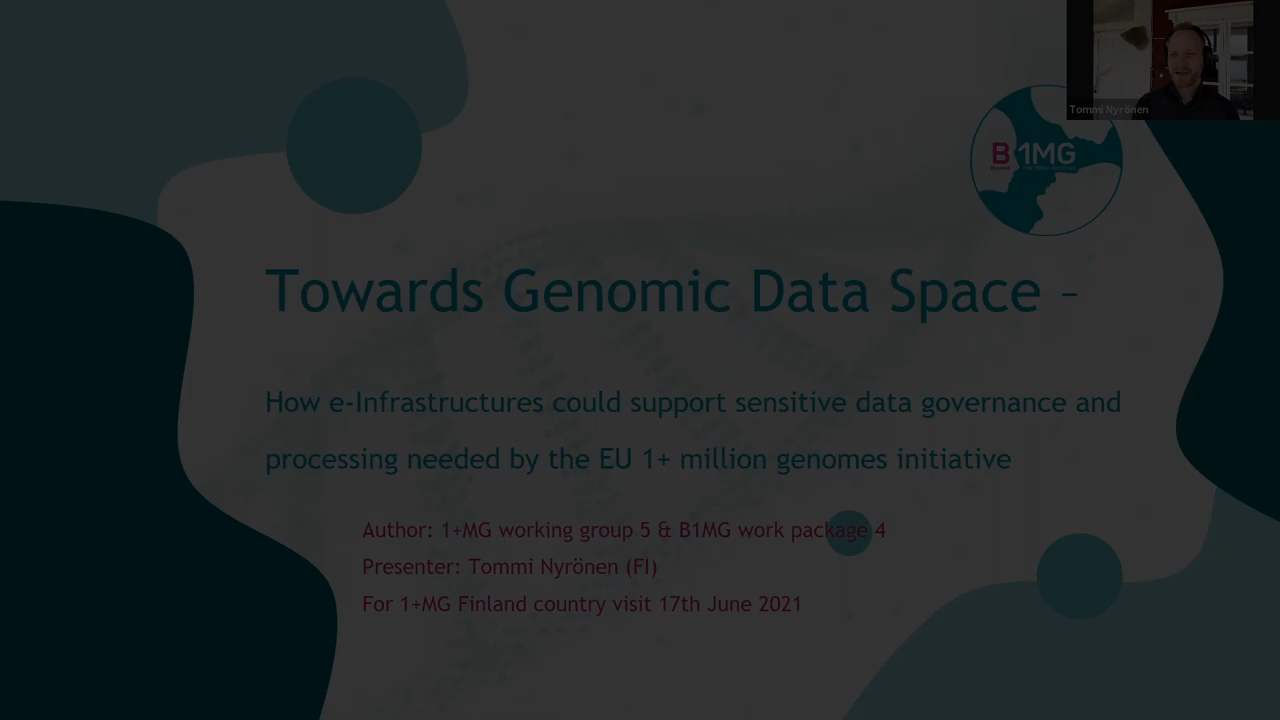 Tommi Nyrönen
B 1MG
Towards Genomic Data Space –
How e-Infrastructures could support sensitive data governance and
processing needed by the EU 1+ million genomes initiative
Author: 1+MG working group 5 & B1MG work package 4
Presenter: Tommi Nyrönen (FI)
For 1+MG Finland country visit 17th June 2021